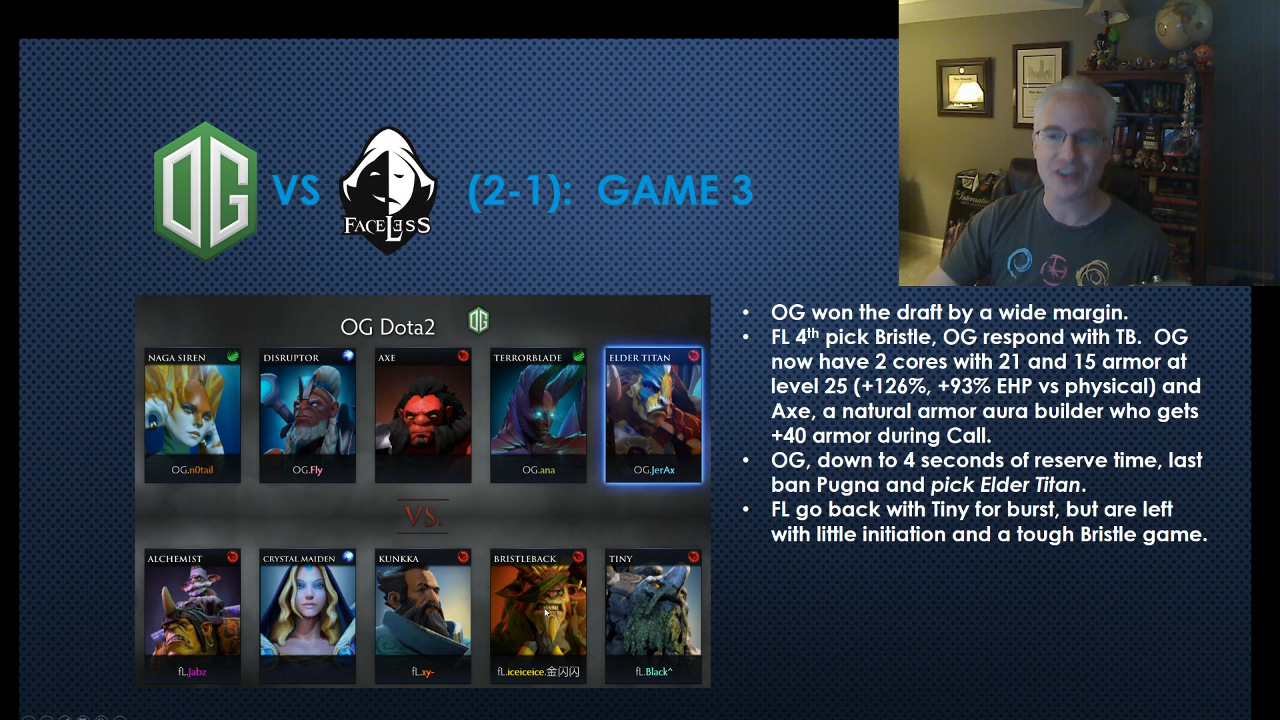 OG
VS
FACELESS
(2-1): GAME 3
OG Dota2
OG
NAGA SIREN
DISRUPTOR
AXE
TERRORBLADE
ELDER TITAN
OG.n0tail
OG.Fly
OG.ana
OG.JerAx
VS.
ALCHEMIST
CRYSTAL MAIDEN
KUNKKA
BRISTLEBACK
TINY
fL.Jabz
fL.xy-
fL.iceiceice.金闪闪
fL.Black^
• OG won the draft by a wide margin.
• FL 4th pick Bristle, OG respond with TB. OG
now have 2 cores with 21 and 15 armor at
level 25 (+126%, +93% EHP vs physical) and
Axe, a natural armor aura builder who gets
+40 armor during Call.
• OG, down to 4 seconds of reserve time, last
ban Pugna and pick Elder Titan.
• FL go back with Tiny for burst, but are left
with little initiation and a tough Bristle game.
The International